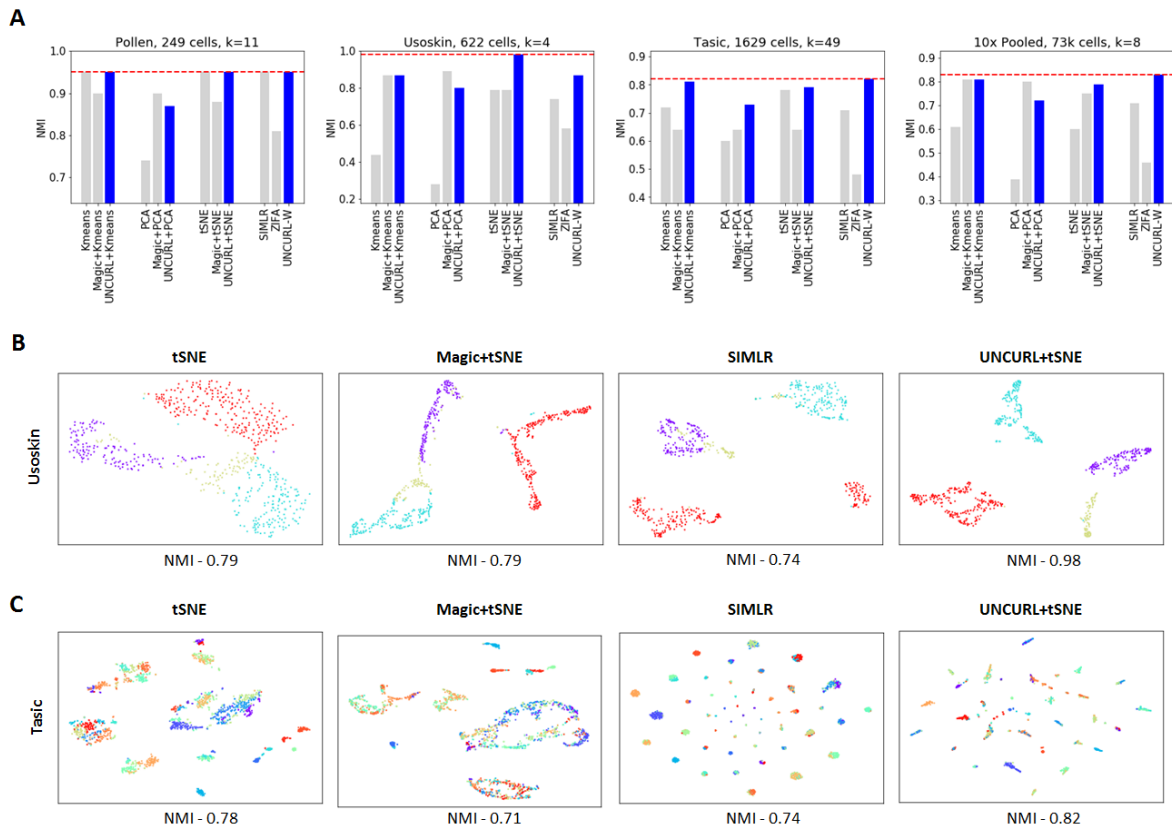 A
Pollen, 249 cells, k=11
Usoskin, 622 cells, k=4
Tasic, 1629 cells, k=49
10x Pooled, 73k cells, k=8
NMI
1.0
0.9
0.8
0.7
Kmeans
Magic+Kmeans
UNCURL+Kmeans
PCA
Magic+PCA
UNCURL+PCA
tSNE
Magic+tSNE
UNCURL+tSNE
SIMLR
ZIFA
UNCURL-W
NMI
1.0
0.8
0.6
0.4
0.2
Kmeans
Magic+Kmeans
UNCURL+Kmeans
PCA
Magic+PCA
UNCURL+PCA
tSNE
Magic+tSNE
UNCURL+tSNE
SIMLR
ZIFA
UNCURL-W
NMI
0.9
0.8
0.7
0.6
0.5
0.4
Kmeans
Magic+Kmeans
UNCURL+Kmeans
PCA
Magic+PCA
UNCURL+PCA
tSNE
Magic+tSNE
UNCURL+tSNE
SIMLR
ZIFA
UNCURL-W
NMI
0.9
0.8
0.7
0.6
0.5
0.4
0.3
Kmeans
Magic+Kmeans
UNCURL+Kmeans
PCA
Magic+PCA
UNCURL+PCA
tSNE
Magic+tSNE
UNCURL+tSNE
SIMLR
ZIFA
UNCURL-W
B
tSNE
Magic+tSNE
SIMLR
UNCURL+tSNE
Usoskin
NMI - 0.79
NMI - 0.79
NMI - 0.74
NMI - 0.98
C
tSNE
Magic+tSNE
SIMLR
UNCURL+tSNE
Tasic
NMI - 0.78
NMI - 0.71
NMI - 0.74
NMI - 0.82